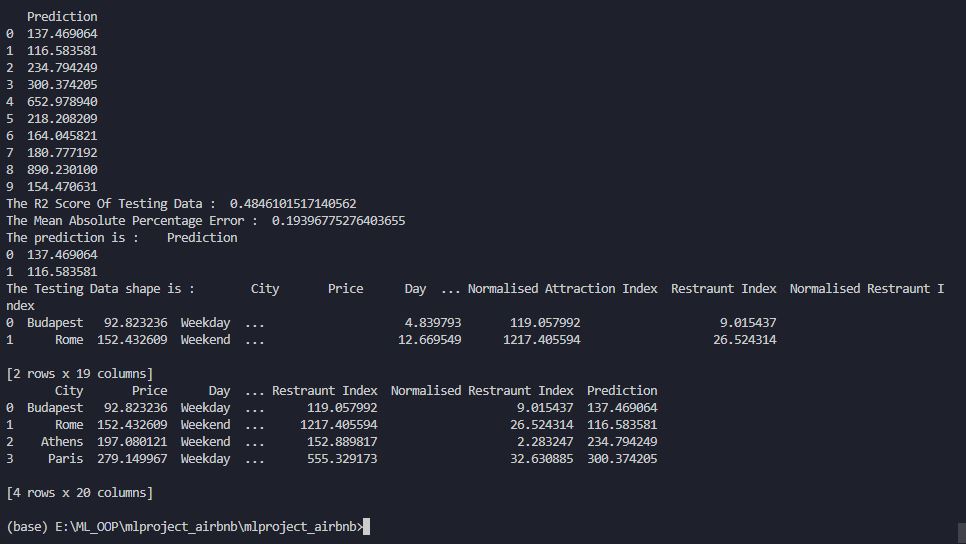 Prediction
0 137.469064
1 116.583581
2 234.794249
3 300.374205
4 652.978940
5 218.208209
6 164.045821
7 180.777192
8 890.230100
9 154.470631
The R2 Score Of Testing Data :  0.4846101517140562
The Mean Absolute Percentage Error :  0.19396775276403655
The prediction is :    Prediction
0 137.469064
1 116.583581
The Testing Data shape is :        City       Price      Day  ... Normalised Attraction Index  Restraunt Index  Normalised Restraunt I
ndex
0  Budapest   92.823236  Weekday  ...                    4.839793       119.057992                    9.015437
1      Rome  152.432609  Weekend  ...                   12.669549      1217.405594                   26.524314
[2 rows x 19 columns]
City       Price      Day  ... Restraunt Index  Normalised Restraunt Index  Prediction
0  Budapest   92.823236  Weekday  ...      119.057992                    9.015437  137.469064
1      Rome  152.432609  Weekend  ...     1217.405594                   26.524314  116.583581
2    Athens  197.080121  Weekend  ...      152.889817                    2.283247  234.794249
3     Paris  279.149967  Weekday  ...      555.329173                   32.630885  300.374205
[4 rows x 20 columns]
(base) E:\ML_OOP\mlproject_airbnb\mlproject_airbnb>